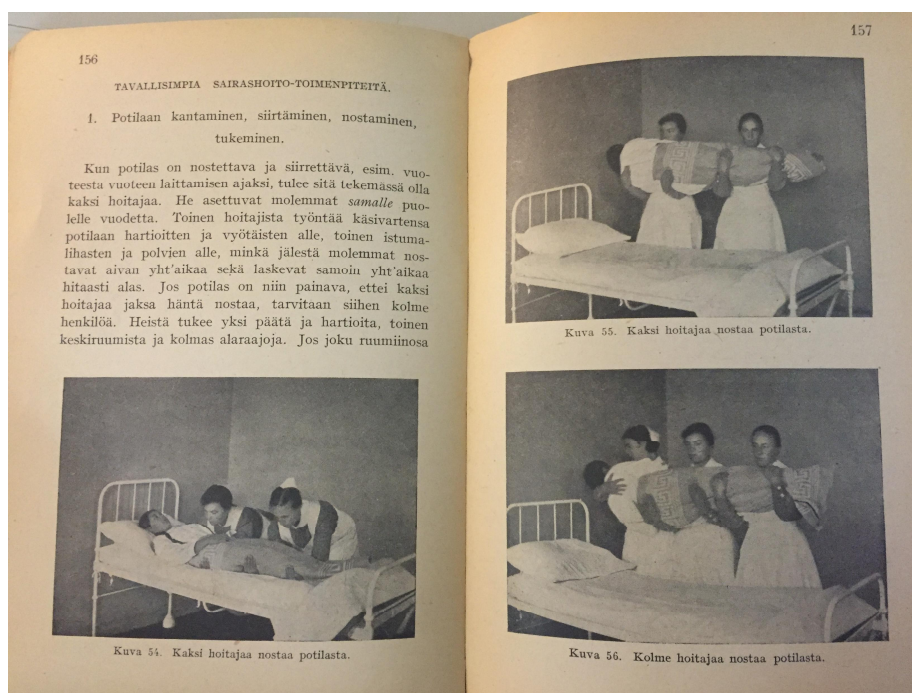 156
TAVALLISIMPIA SAIRASHOITO-TOIMENPITEITÄ.
1. Potilaan kantaminen, siirtäminen, nostaminen,
tukeminen.
Kun potilas on nostettava ja siirrettävä, esim. vuo-
teesta vuoteen laittamisen ajaksi, tulee sitä tekemässä olla
kaksi hoitajaa. He asettuvat molemmat samalle puo-
lelle vuodetta. Toinen hoitajista työntää käsivartensa
potilaan hartioitten ja vyötäisten alle, toinen istuma-
lihasten ja polvien alle, minkä jälestä molemmat nos-
tavat aivan yht'aikaa sekä laskevat samoin yht'aikaa
hitaasti alas. Jos potilas on niin painava, ettei kaksi
hoitajaa jaksa häntä nostaa, tarvitaan siihen kolme
henkilöä. Heistä tukee yksi päätä ja hartioita, toinen
keskiruumista ja kolmas alaraajoja. Jos joku ruumiinosa
Kuva 54. Kaksi hoitajaa nostaa potilasta.
157
Kuva 55. Kaksi hoitajaa nostaa potilasta.
Kuva 56. Kolme hoitajaa nostaa potilasta.